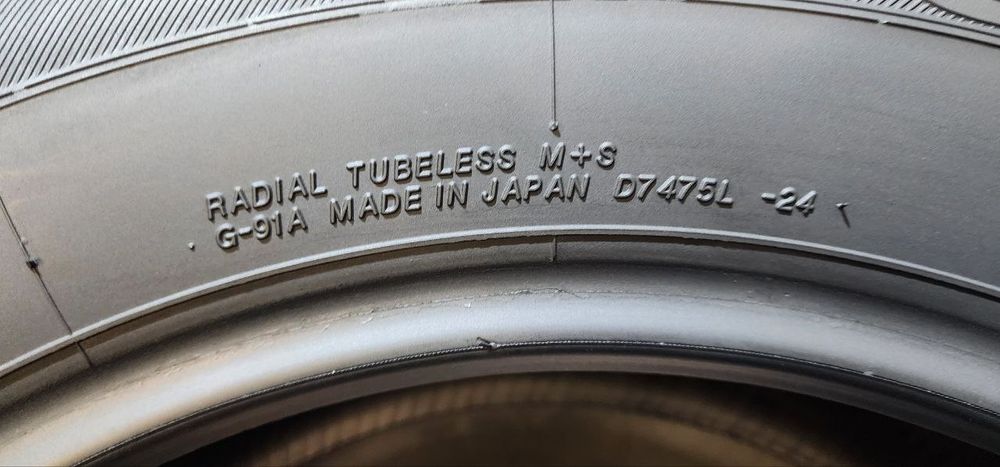 RADIAL TUBELESS M+S
G-91A MADE IN JAPAN D7475L -24